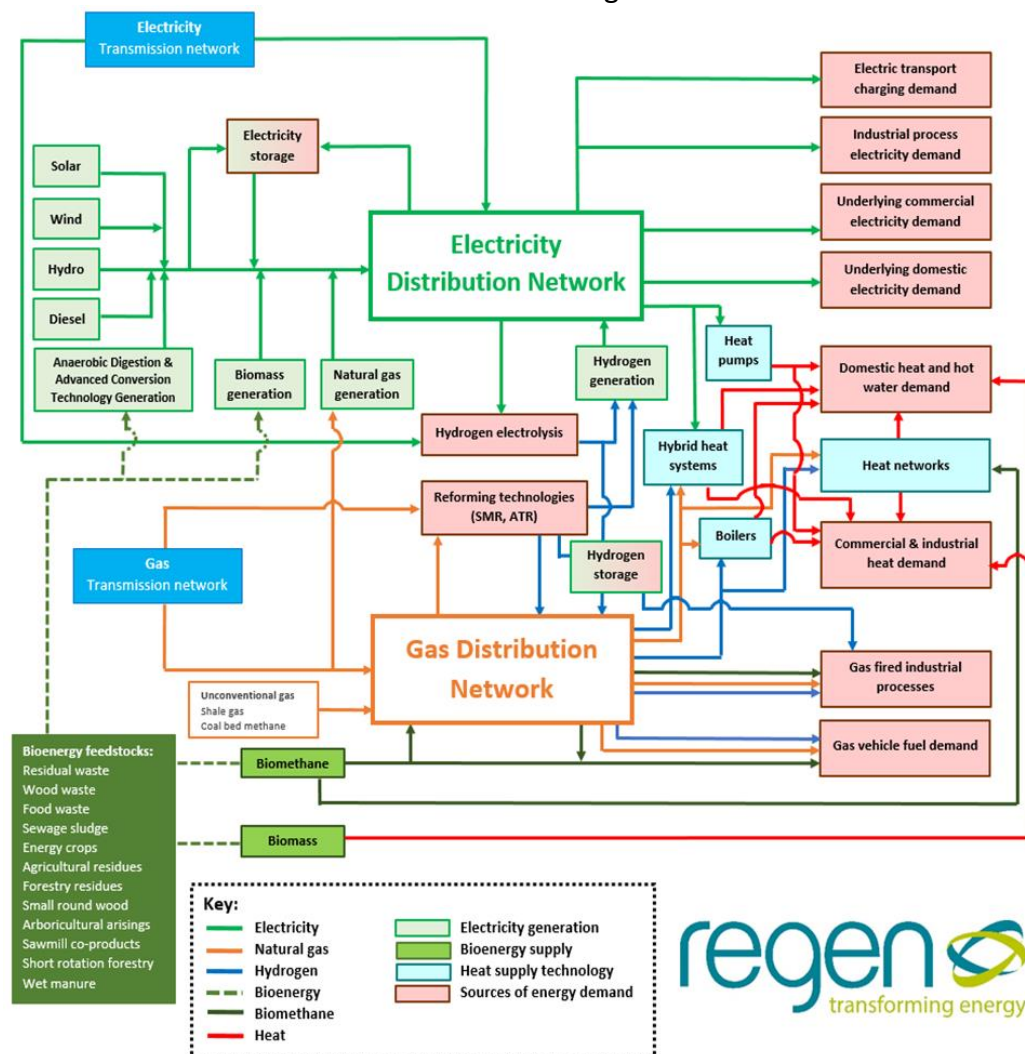 Electricity
Transmission network
Electric transport
charging demand
Electricity
storage
Industrial process
electricity demand
Solar
Wind
Underlying commercial
electricity demand
Electricity
Distribution Network
Hydro
Underlying domestic
electricity demand
Diesel
Anaerobic Digestion &
Advanced Conversion
Technology Generation
Biomass
generation
Natural gas
generation
Hydrogen
generation
Heat
pumps
Domestic heat and hot
water demand
Hydrogen electrolysis
Hybrid heat
systems
Heat networks
Reforming technologies
(SMR, ATR)
Boilers
Commercial & industrial
heat demand
Gas
Transmission network
Hydrogen
storage
Gas Distribution
Network
Gas fired industrial
processes
Unconventional gas
Shale gas
Coal bed methane
Gas vehicle fuel demand
Bioenergy feedstocks:
Residual waste
Wood waste
Food waste
Sewage sludge
Energy crops
Agricultural residues
Forestry residues
Small round wood
Arboricultural arisings
Sawmill co-products
Short rotation forestry
Wet manure
Biomethane
Biomass
Key:
Electricity
Natural gas
Hydrogen
Bioenergy
Biomethane
Heat
Electricity generation
Bioenergy supply
Heat supply technology
Sources of energy demand
regen
transforming energy